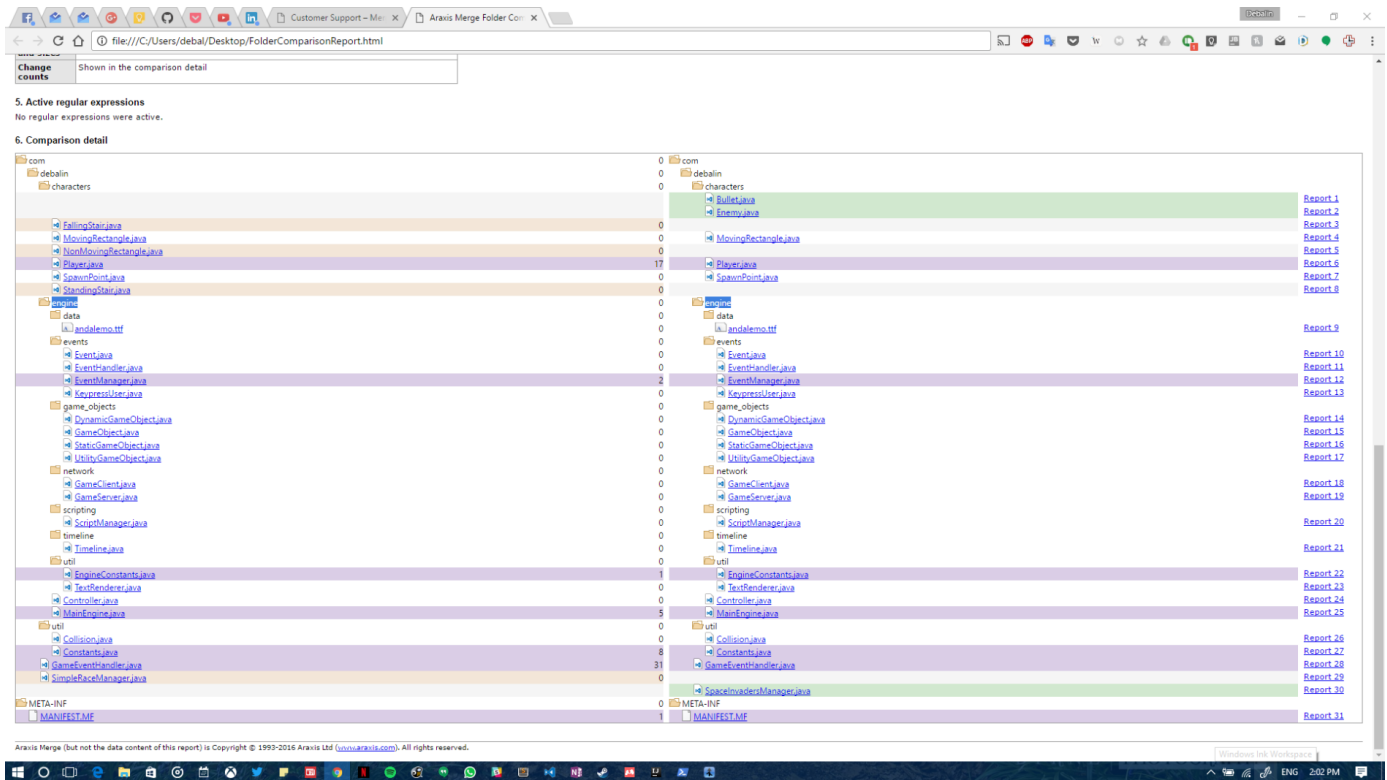 Customer Support – Mer
Araxis Merge Folder Com
Debalin
file:///C:/Users/debal/Desktop/FolderComparisonReport.html
Change counts Shown in the comparison detail
5. Active regular expressions
No regular expressions were active.
6. Comparison detail
com 0 com
debalin 0 debalin
characters 0 characters
Bullet.java Report 1
Enemy.java Report 2
FallingStair.java 0 Report 3
MovingRectangle.java 0 MovingRectangle.java Report 4
NonMovingRectangle.java 0 Report 5
Player.java 17 Player.java Report 6
SpawnPoint.java 0 SpawnPoint.java Report 7
StandingStair.java 0 Report 8
engine 0 engine
data 0 data
andalemo.ttf 0 andalemo.ttf Report 9
events 0 events
Event.java 0 Event.java Report 10
EventHandler.java 0 EventHandler.java Report 11
EventManager.java 2 EventManager.java Report 12
KeypressUser.java 0 KeypressUser.java Report 13
game_objects 0 game_objects
DynamicGameObject.java 0 DynamicGameObject.java Report 14
GameObject.java 0 GameObject.java Report 15
StaticGameObject.java 0 StaticGameObject.java Report 16
UtilityGameObject.java 0 UtilityGameObject.java Report 17
network 0 network
GameClient.java 0 GameClient.java Report 18
GameServer.java 0 GameServer.java Report 19
scripting 0 scripting
ScriptManager.java 0 ScriptManager.java Report 20
timeline 0 timeline
Timeline.java 0 Timeline.java Report 21
util 0 util
EngineConstants.java 1 EngineConstants.java Report 22
TextRenderer.java 0 TextRenderer.java Report 23
Controller.java 0 Controller.java Report 24
MainEngine.java 5 MainEngine.java Report 25
util 0 util
Collision.java 0 Collision.java Report 26
Constants.java 8 Constants.java Report 27
GameEventHandler.java 31 GameEventHandler.java Report 28
SimpleRaceManager.java 0 Report 29
SpaceInvadersManager.java Report 30
META-INF 0 META-INF
MANIFEST.MF 1 MANIFEST.MF Report 31
Araxis Merge (but not the data content of this report) is Copyright © 1993-2016 Araxis Ltd (www.araxis.com). All rights reserved.
Windows Ink Workspace
ENG 2:02 PM